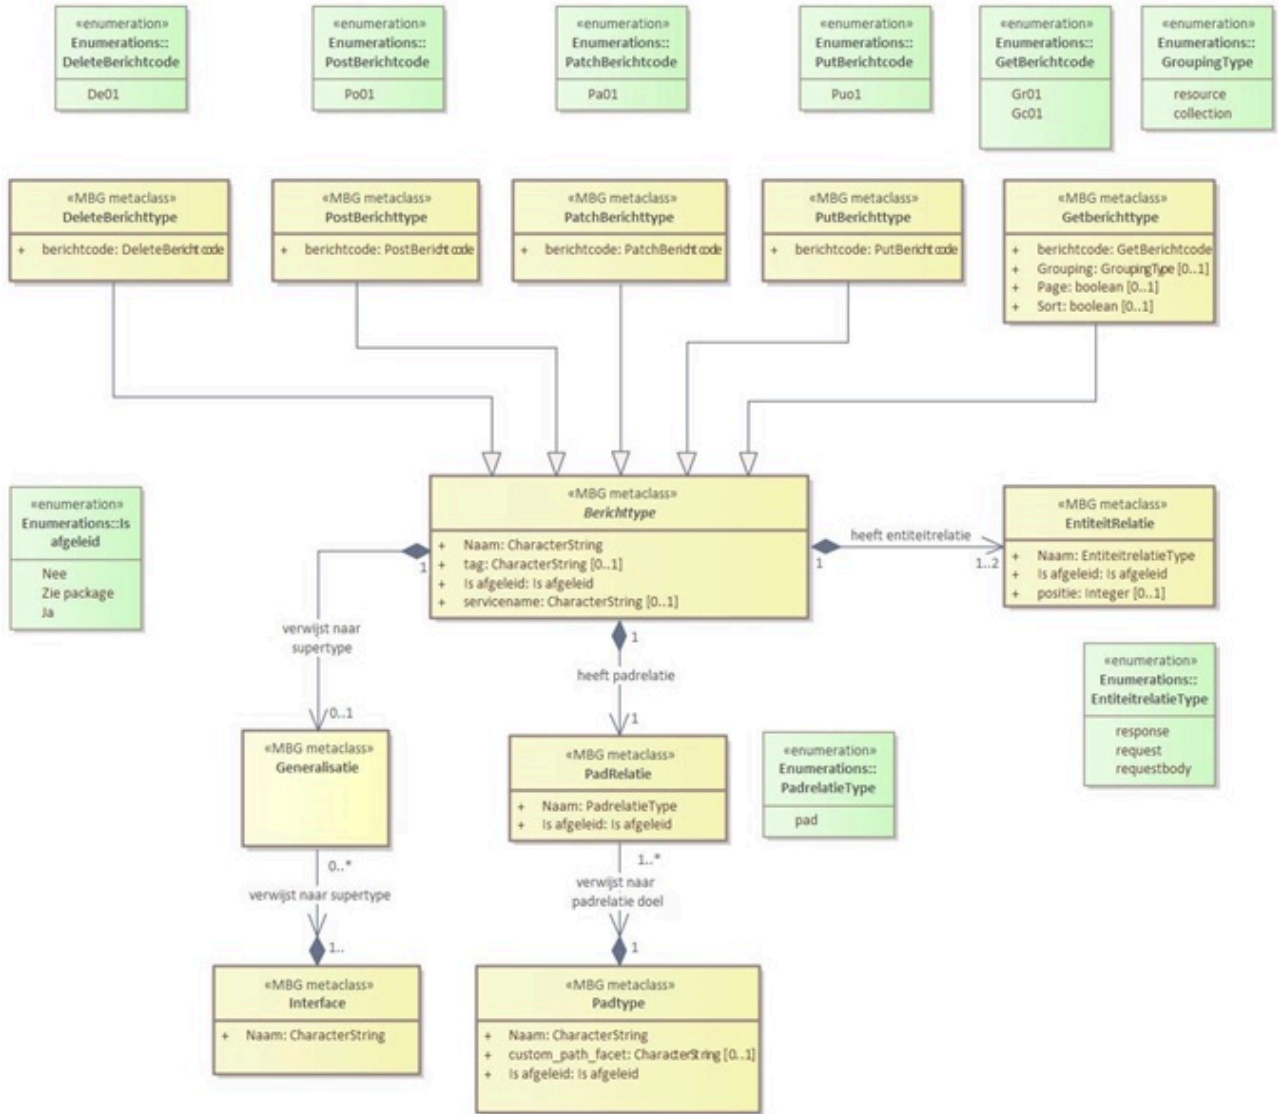 «enumeration»
Enumerations::
DeleteBerichtcode
De01
«enumeration»
Enumerations::
PostBerichtcode
Po01
«enumeration»
Enumerations::
PatchBerichtcode
Pa01
«enumeration»
Enumerations::
PutBerichtcode
Puo1
«enumeration»
Enumerations::
GetBerichtcode
Gr01
Gc01
«enumeration»
Enumerations::
GroupingType
resource
collection
«MBG metaclass»
DeleteBerichttype
+ berichtcode: DeleteBerichtcode
«MBG metaclass»
PostBerichttype
+ berichtcode: PostBerichtcode
«MBG metaclass»
PatchBerichttype
+ berichtcode: PatchBerichtcode
«MBG metaclass»
PutBerichttype
+ berichtcode: PutBerichtcode
«MBG metaclass»
Getberichttype
+ berichtcode: GetBerichtcode
+ Grouping: GroupingType [0..1]
+ Page: boolean [0..1]
+ Sort: boolean [0..1]
«enumeration»
Enumerations::Is
afgeleid
Nee
Zie package
Ja
«MBG metaclass»
Berichttype
+ Naam: CharacterString
+ tag: CharacterString [0..1]
+ Is afgeleid: Is afgeleid
+ servicename: CharacterString [0..1]
1
heeft entiteitrelatie
1
1..2
«MBG metaclass»
EntiteitRelatie
+ Naam: EntiteitrelatieType
+ Is afgeleid: Is afgeleid
+ positie: Integer [0..1]
verwijst naar
supertype
0..1
1
heeft padrelatie
1
«enumeration»
Enumerations::
EntiteitrelatieType
response
request
requestbody
«MBG metaclass»
Generalisatie
«MBG metaclass»
PadRelatie
+ Naam: PadrelatieType
+ Is afgeleid: Is afgeleid
«enumeration»
Enumerations::
PadrelatieType
pad
0..*
verwijst naar supertype
1..
1..*
verwijst naar
padrelatie doel
1
«MBG metaclass»
Interface
+ Naam: CharacterString
«MBG metaclass»
Padtype
+ Naam: CharacterString
+ custom_path_facet: CharacterString [0..1]
+ Is afgeleid: Is afgeleid